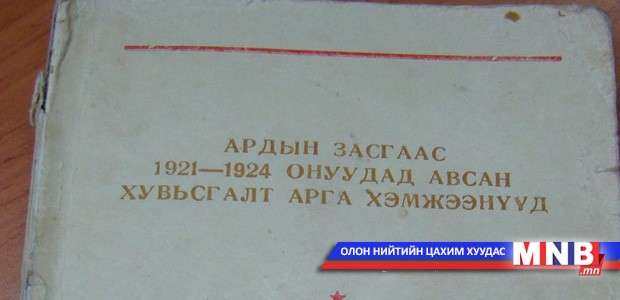 АРДЫН ЗАСГААС
1921—1924 ОНУУДАД АВСАН
ХУВЬСГАЛТ АРГА ХЭМЖЭЭНҮҮД
ОЛОН НИЙТИЙН ЦАХИМ ХУУДАС
MNB
.mn